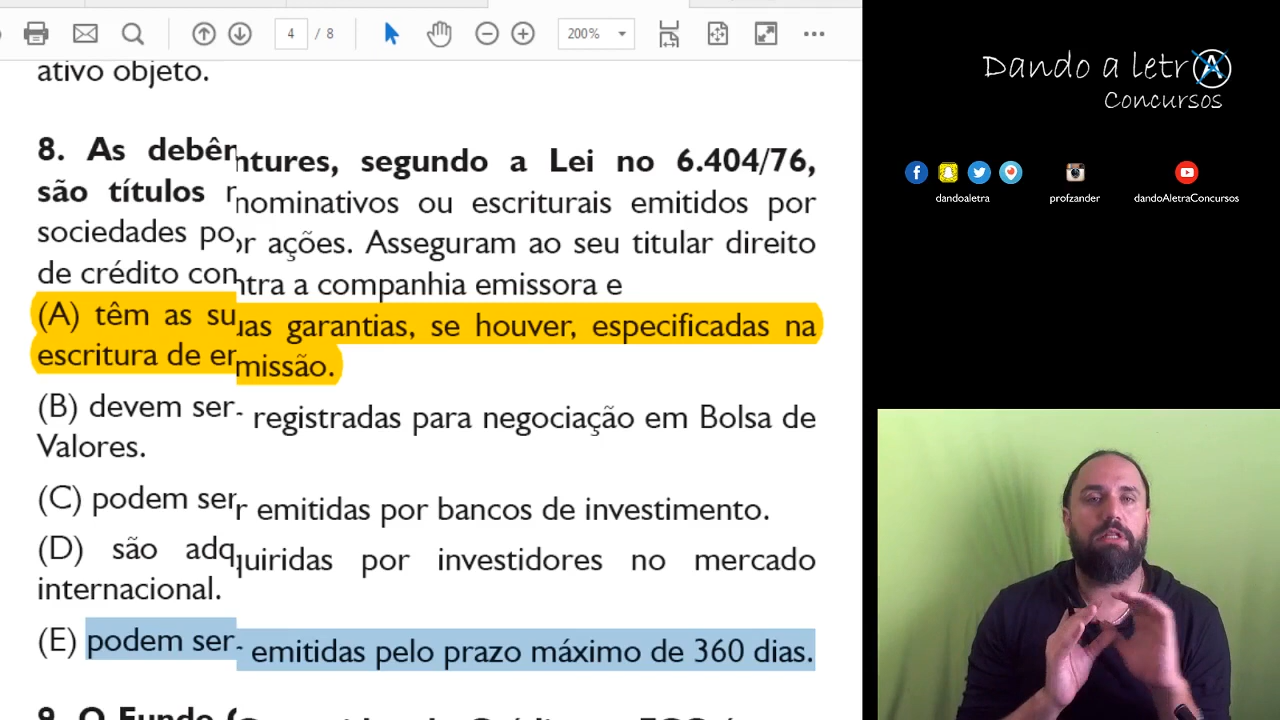 4 / 8
200%
ativo objeto.
8. As debêntures, segundo a Lei no 6.404/76,
são títulos nominativos ou escriturais emitidos por
sociedades por ações. Asseguram ao seu titular direito
de crédito contra a companhia emissora e
(A) têm as suas garantias, se houver, especificadas na
escritura de emissão.
(B) devem ser registradas para negociação em Bolsa de
Valores.
(C) podem ser emitidas por bancos de investimento.
(D) são adquiridas por investidores no mercado
internacional.
(E) podem ser emitidas pelo prazo máximo de 360 dias.
Dando a letrA
Concursos
dandoaletra
profzander
dandoAletraConcursos